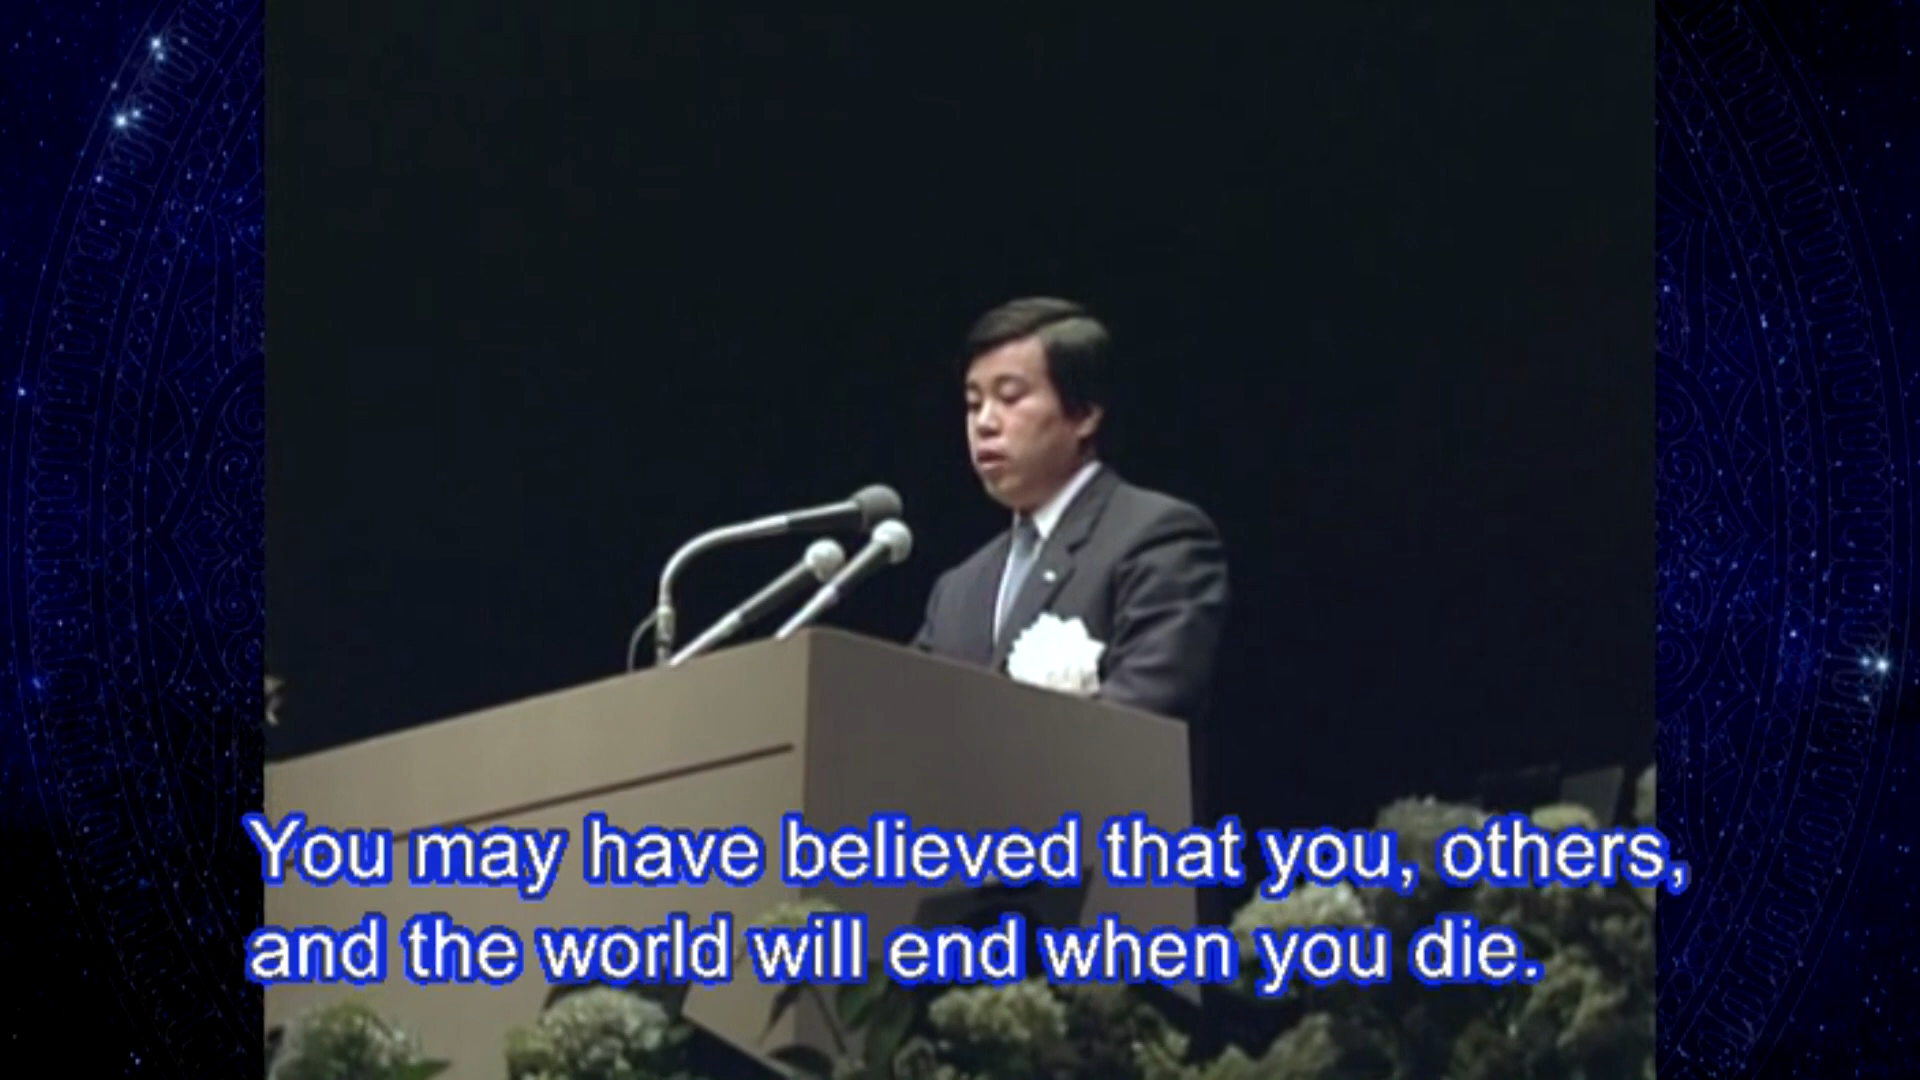 You may have believed that you, others,
and the world will end when you die.